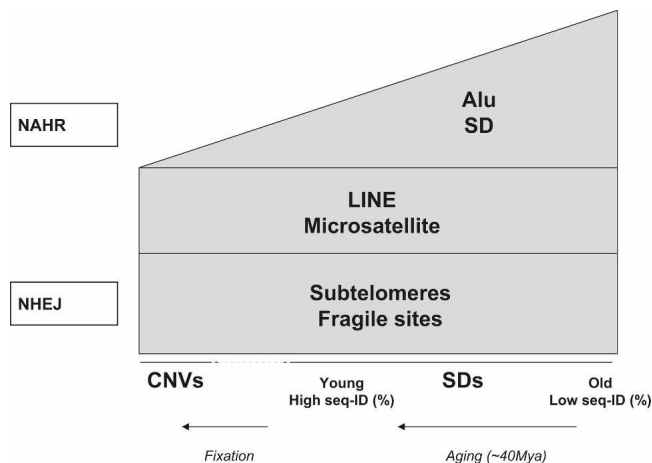 Alu
SD
NAHR
LINE
Microsatellite
NHEJ
Subtelomeres
Fragile sites
CNVs
Young
High seq-ID (%)
SDs
Old
Low seq-ID (%)
Fixation
Aging (~40Mya)